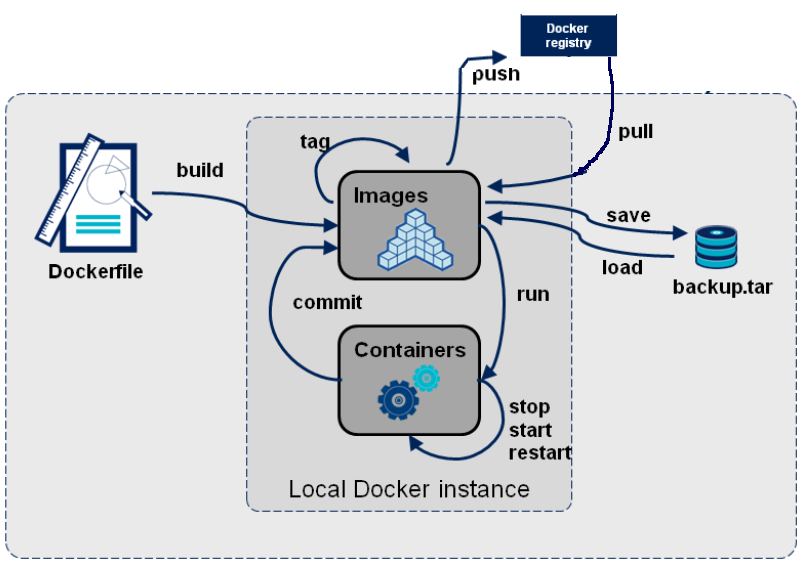 Docker
registry
push
pull
tag
build
Images
save
Dockerfile
load
backup.tar
commit
run
Containers
stop
start
restart
Local Docker instance